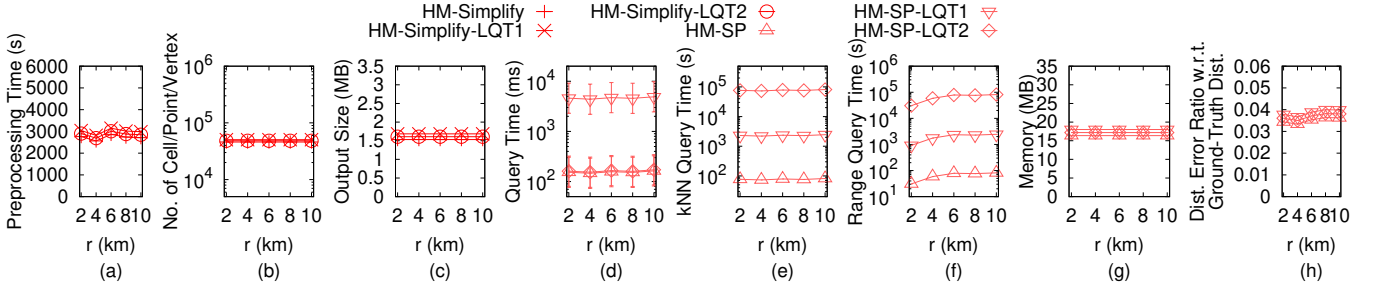 HM-Simplify HM-Simplify-LQT2 HM-SP-LQT1
HM-Simplify-LQT1 HM-SP HM-SP-LQT2
Preprocessing Time (s)
6000
5000
4000
3000
2000
1000
0
2 4 6 8 10
r (km)
(a)
No. of Cell/Point/Vertex
10^6
10^5
10^4
2 4 6 8 10
r (km)
(b)
Output Size (MB)
3.5
3
2.5
2
1.5
1
0.5
0
2 4 6 8 10
r (km)
(c)
Query Time (ms)
10^4
10^3
10^2
2 4 6 8 10
r (km)
(d)
kNN Query Time (s)
10^5
10^4
10^3
10^2
2 4 6 8 10
r (km)
(e)
Range Query Time (s)
10^6
10^5
10^4
10^3
10^2
10^1
2 4 6 8 10
r (km)
(f)
Memory (MB)
35
30
25
20
15
10
5
0
2 4 6 8 10
r (km)
(g)
Dist. Error Ratio w.r.t.
Ground-Truth Dist.
0.06
0.05
0.04
0.03
0.02
0.01
0
2 4 6 8 10
r (km)
(h)